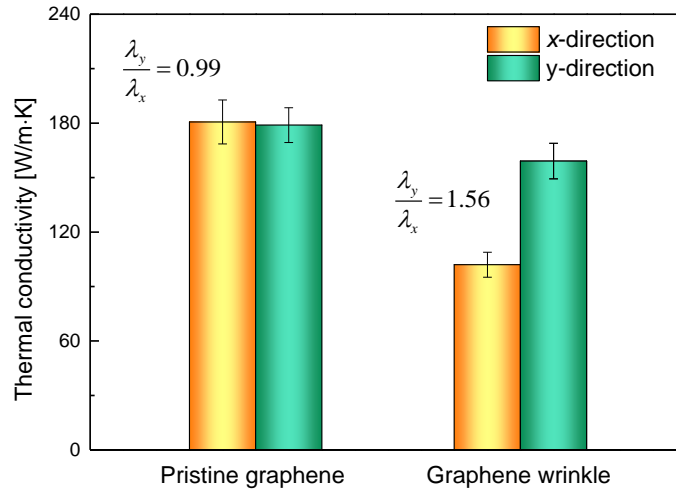 240
180
120
60
0
Thermal conductivity [W/m·K]
λy/λx=0.99
x-direction
y-direction
λy/λx=1.56
Pristine graphene
Graphene wrinkle